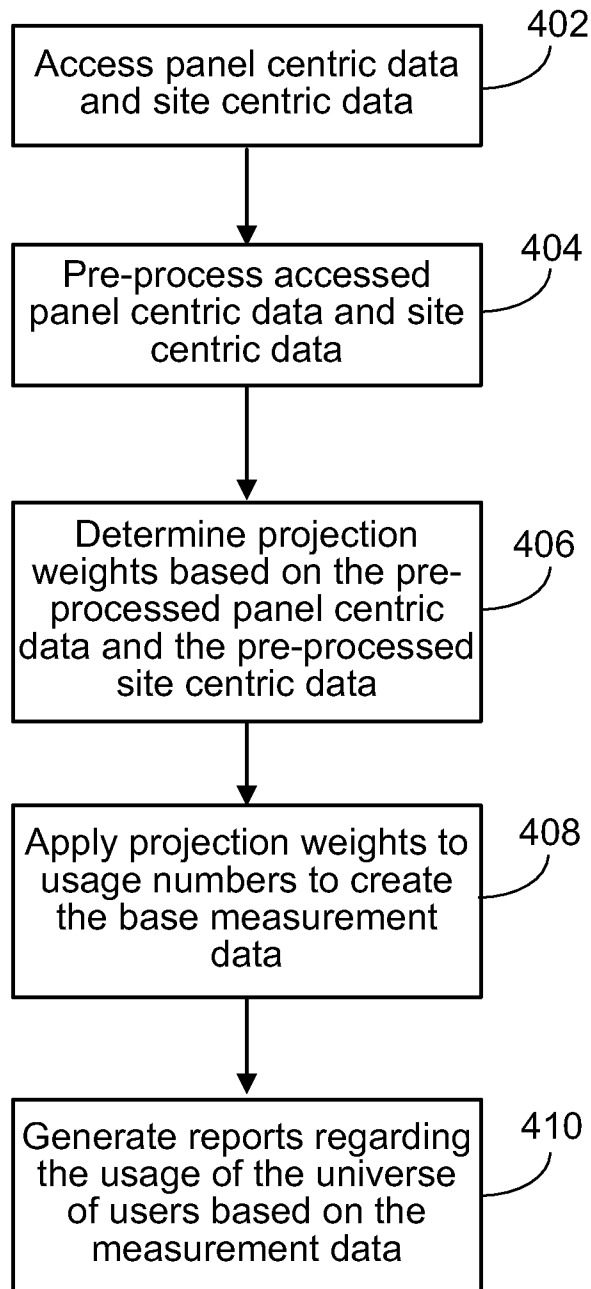 402
Access panel centric data
and site centric data
404
Pre-process accessed
panel centric data and site
centric data
406
Determine projection
weights based on the pre-
processed panel centric
data and the pre-processed
site centric data
408
Apply projection weights to
usage numbers to create
the base measurement
data
410
Generate reports regarding
the usage of the universe
of users based on the
measurement data